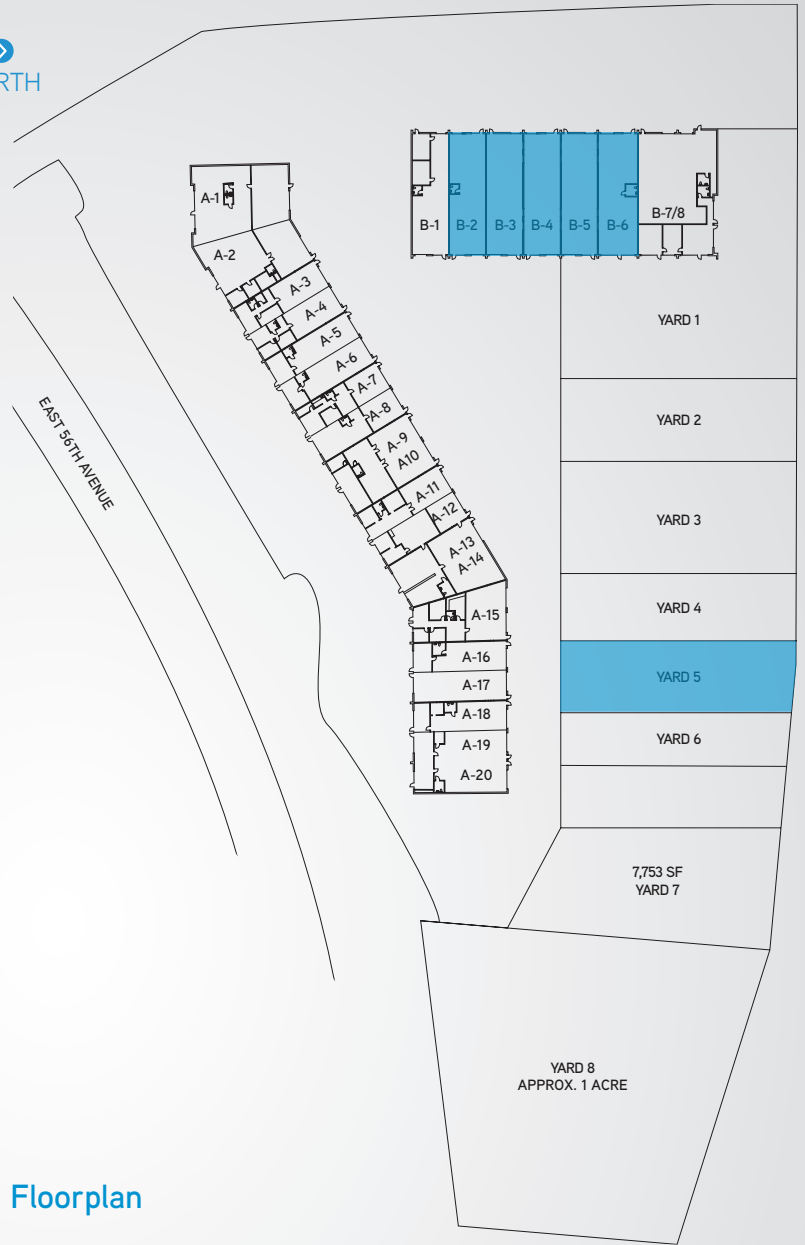 RTH
A-1
A-2
A-3
A-4
A-5
A-6
A-7
A-8
A-9
A10
A-11
A-12
A-13
A-14
A-15
A-16
A-17
A-18
A-19
A-20
B-1
B-2
B-3
B-4
B-5
B-6
B-7/8
YARD 1
YARD 2
YARD 3
YARD 4
YARD 5
YARD 6
7,753 SF
YARD 7
YARD 8
APPROX. 1 ACRE
EAST 56TH AVENUE
Floorplan